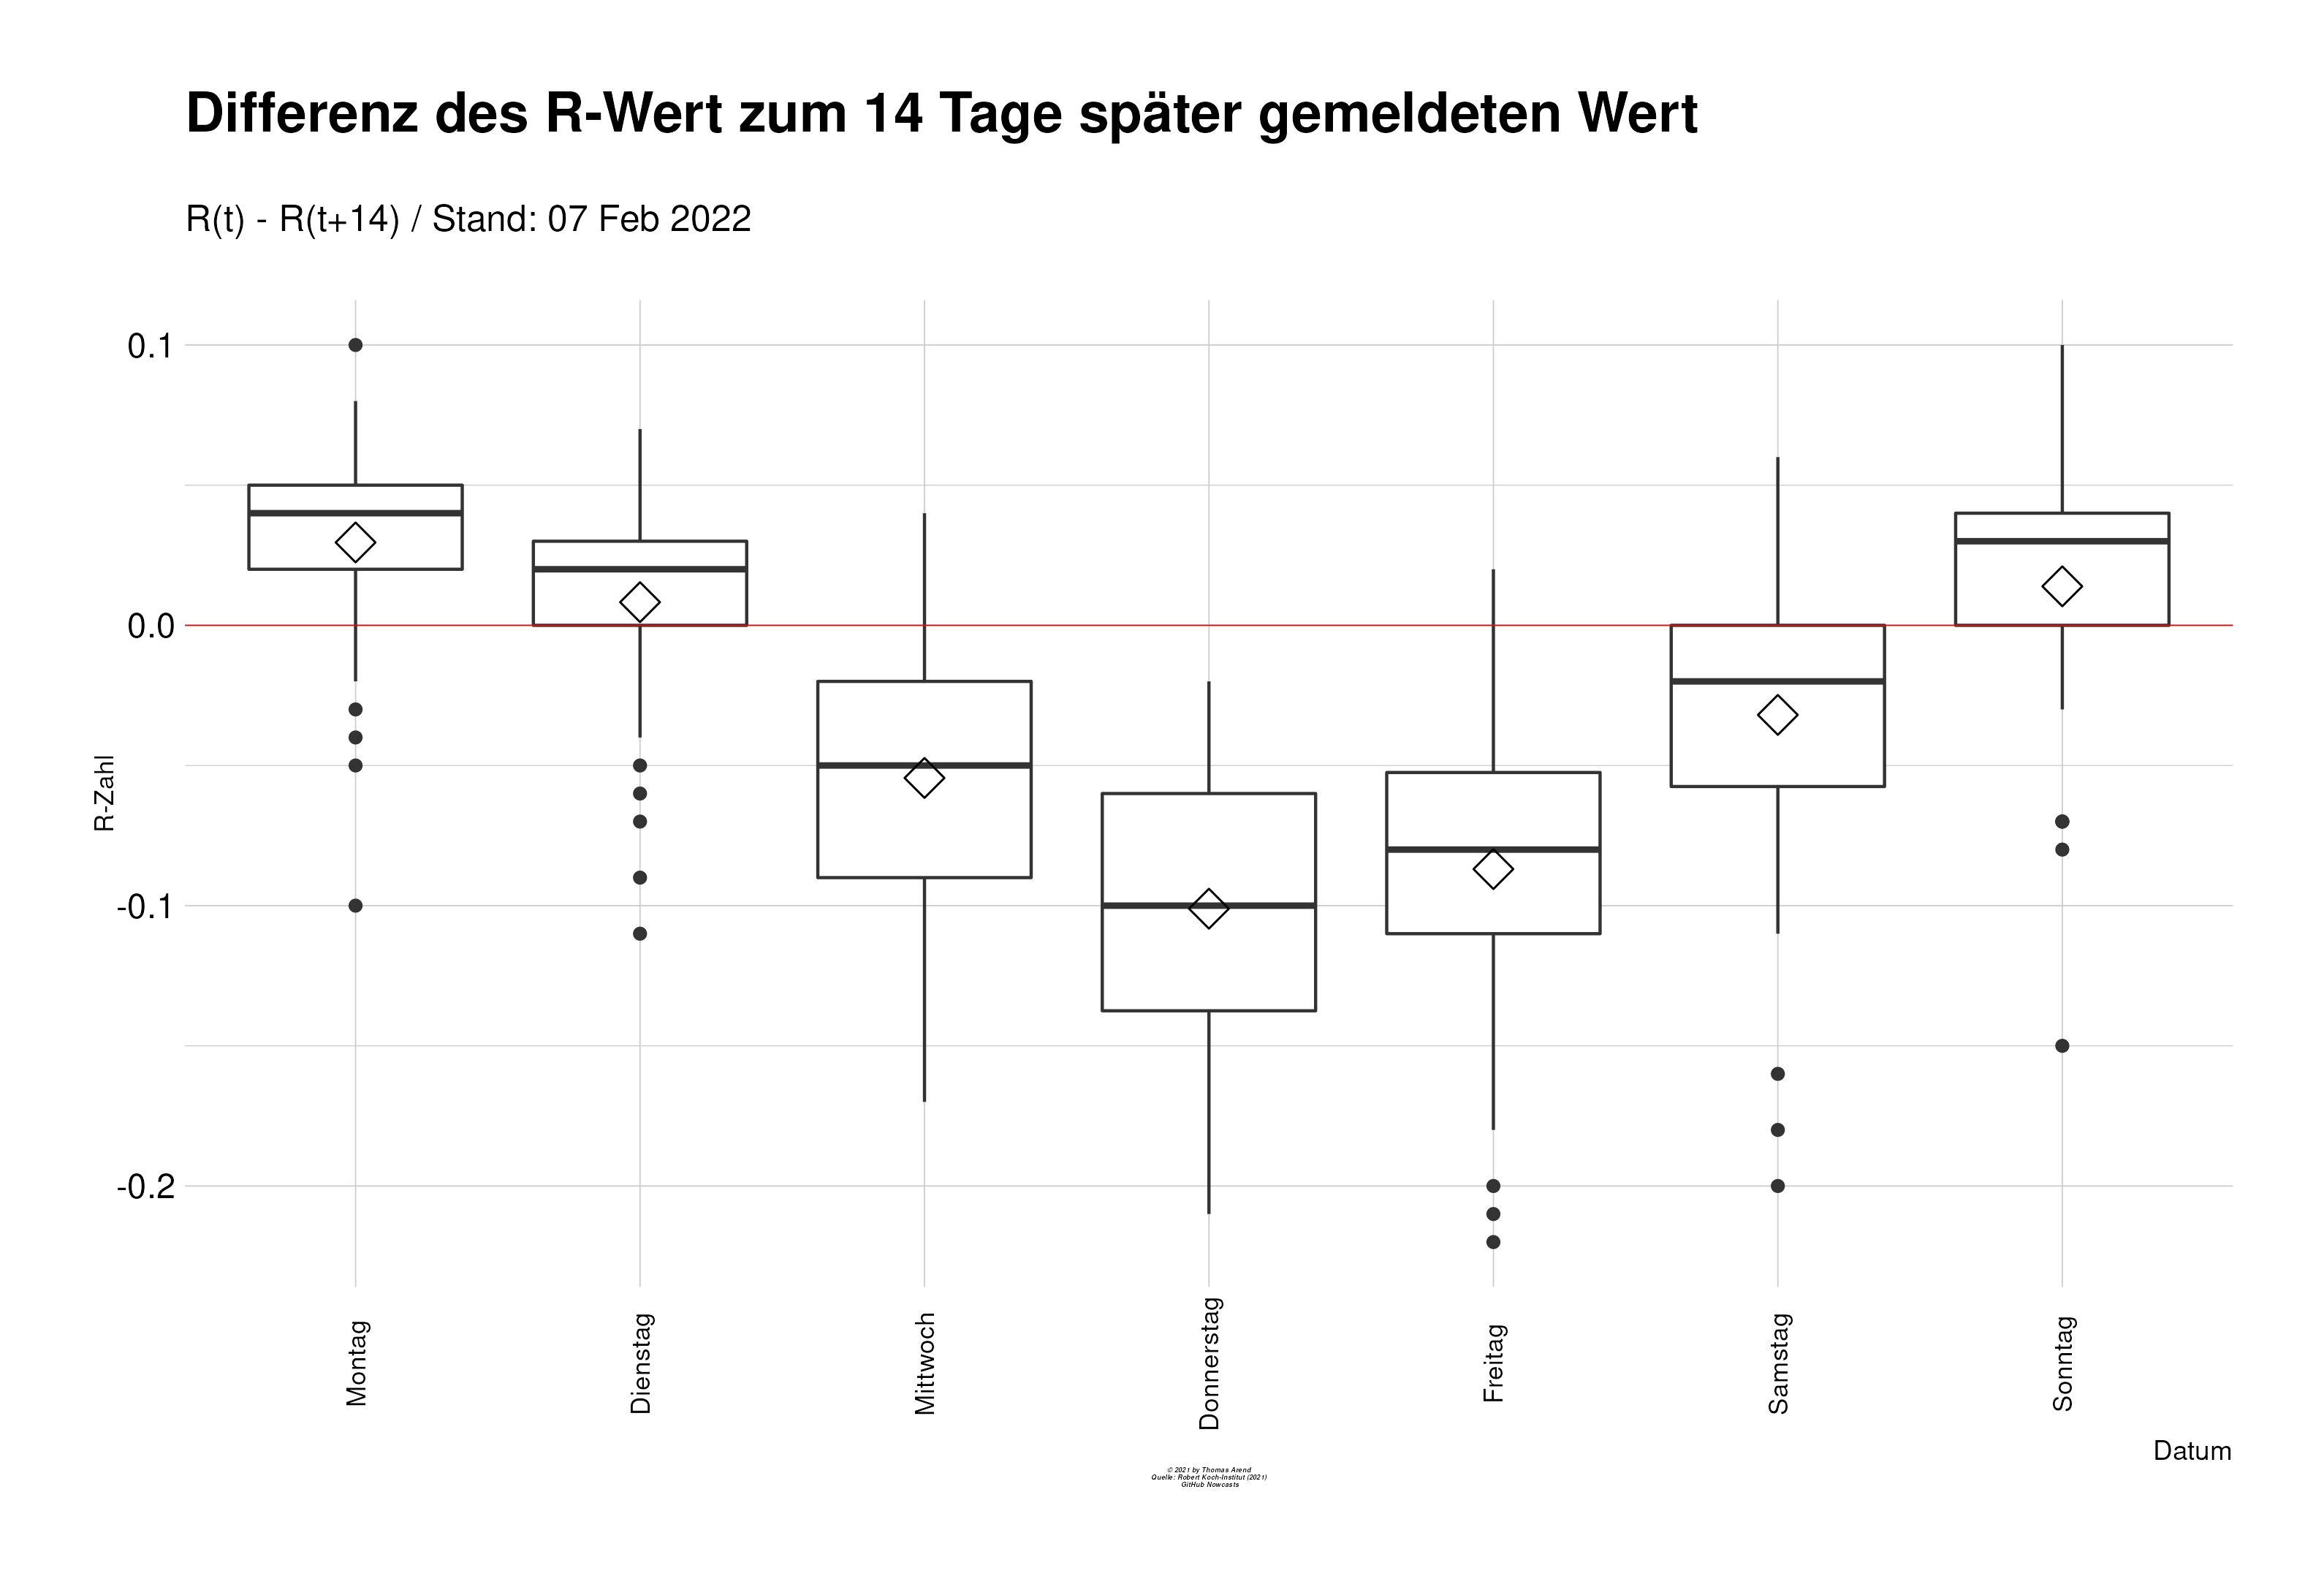 Differenz des R-Wert zum 14 Tage später gemeldeten Wert
R(t) - R(t+14) / Stand: 07 Feb 2022
0.1
0.0
-0.1
-0.2
R-Zahl
Montag
Dienstag
Mittwoch
Donnerstag
Freitag
Samstag
Sonntag
Datum
© 2021 by Thomas Arend
Quelle: Robert Koch-Institut (2021)
GitHub Nowcasts